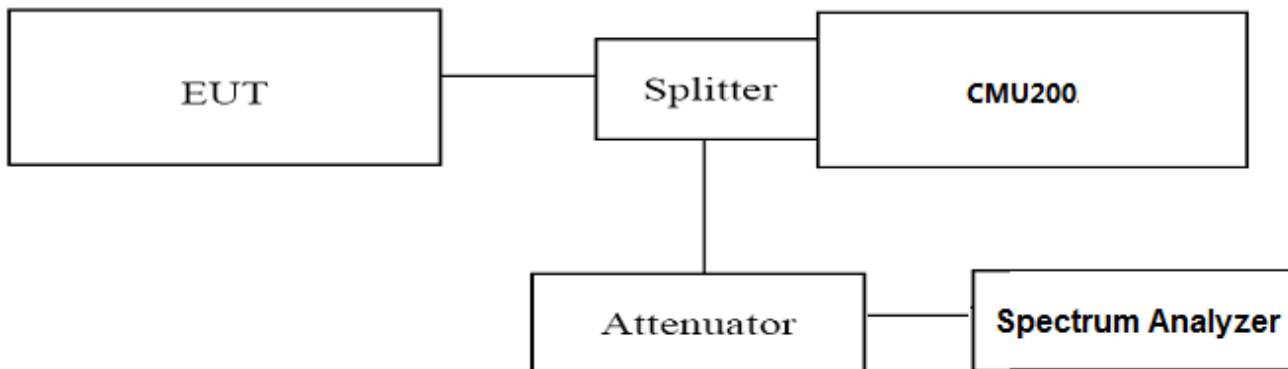 EUT
Splitter
CMU200.
Attenuator
Spectrum Analyzer